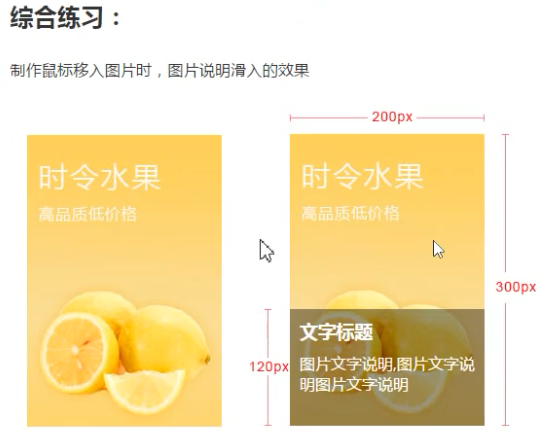 综合练习：
制作鼠标移入图片时，图片说明滑入的效果
200px
时令水果
高品质低价格
时令水果
高品质低价格
300px
120px
文字标题
图片文字说明,图片文字说
明图片文字说明